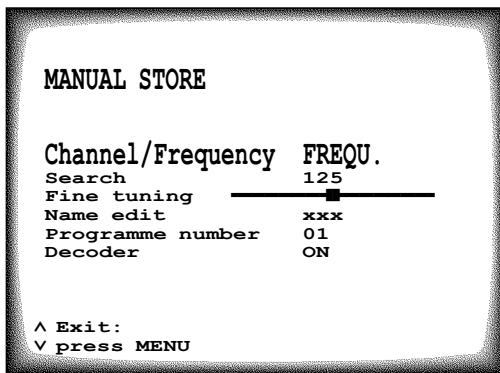 MANUAL STORE
Channel/Frequency FREQU.
Search 125
Fine tuning
Name edit xxx
Programme number 01
Decoder ON
∧ Exit:
∨ press MENU